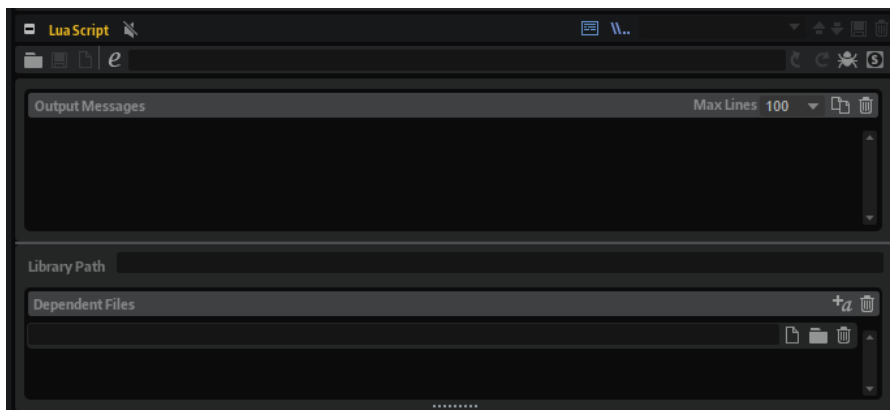 Lua Script \\..
e S
Output Messages Max Lines 100
Library Path
Dependent Files +a